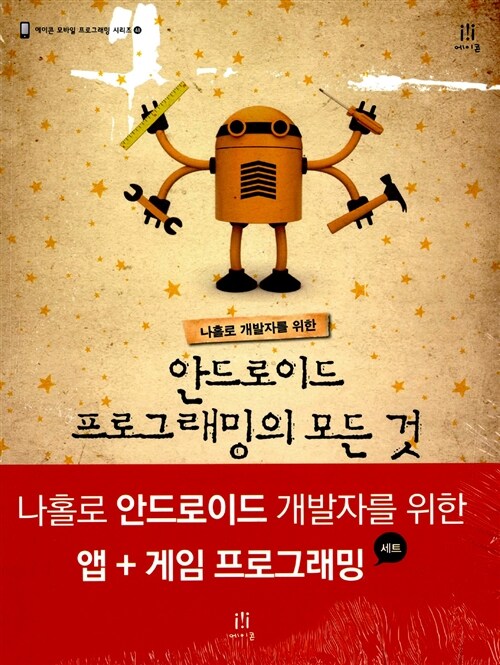 에이콘 모바일 프로그래밍 시리즈
에이콘
나홀로 개발자를 위한
안드로이드
프로그래밍의 모든 것
나홀로 안드로이드 개발자를 위한
앱 + 게임 프로그래밍
세트
에이콘